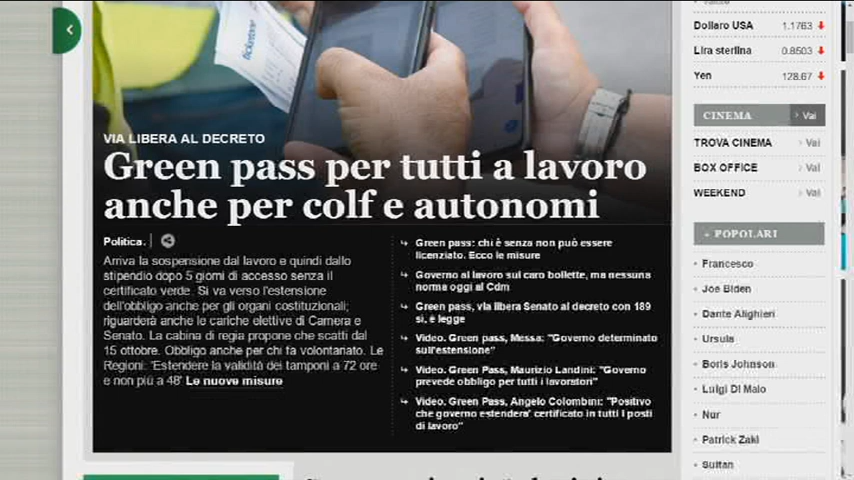 VIA LIBERA AL DECRETO
Green pass per tutti a lavoro
anche per colf e autonomi
Politica.
Arriva la sospensione dal lavoro e quindi dallo
stipendio dopo 5 giorni di accesso senza il
certificato verde. Si va verso l'estensione
dell'obbligo anche per gli organi costituzionali;
riguarderà anche le cariche elettive di Camera e
Senato. La cabina di regia propone che scatti dal
15 ottobre. Obbligo anche per chi fa volontariato. Le
Regioni: 'Estendere la validità dei tamponi a 72 ore
e non più a 48' Le nuove misure
Green pass: chi è senza non può essere
licenziato. Ecco le misure
Governo al lavoro sul caro bollette, ma nessuna
norma oggi al Cdm
Green pass, via libera Senato al decreto con 189
sì, è legge
Video. Green pass, Messa: "Governo determinato
sull'estensione"
Video. Green Pass, Maurizio Landini: "Governo
prevede obbligo per tutti i lavoratori"
Video. Green Pass, Angelo Colombini: "Positivo
che governo estendera' certificato in tutti i posti
di lavoro"
Dollaro USA 1.1763
Lira sterlina 0.8503
Yen 128.67
CINEMA Vai
TROVA CINEMA Vai
BOX OFFICE Vai
WEEKEND Vai
+ POPOLARI
Francesco
Joe Biden
Dante Alighieri
Ursula
Boris Johnson
Luigi Di Maio
Nur
Patrick Zaki
Sultan